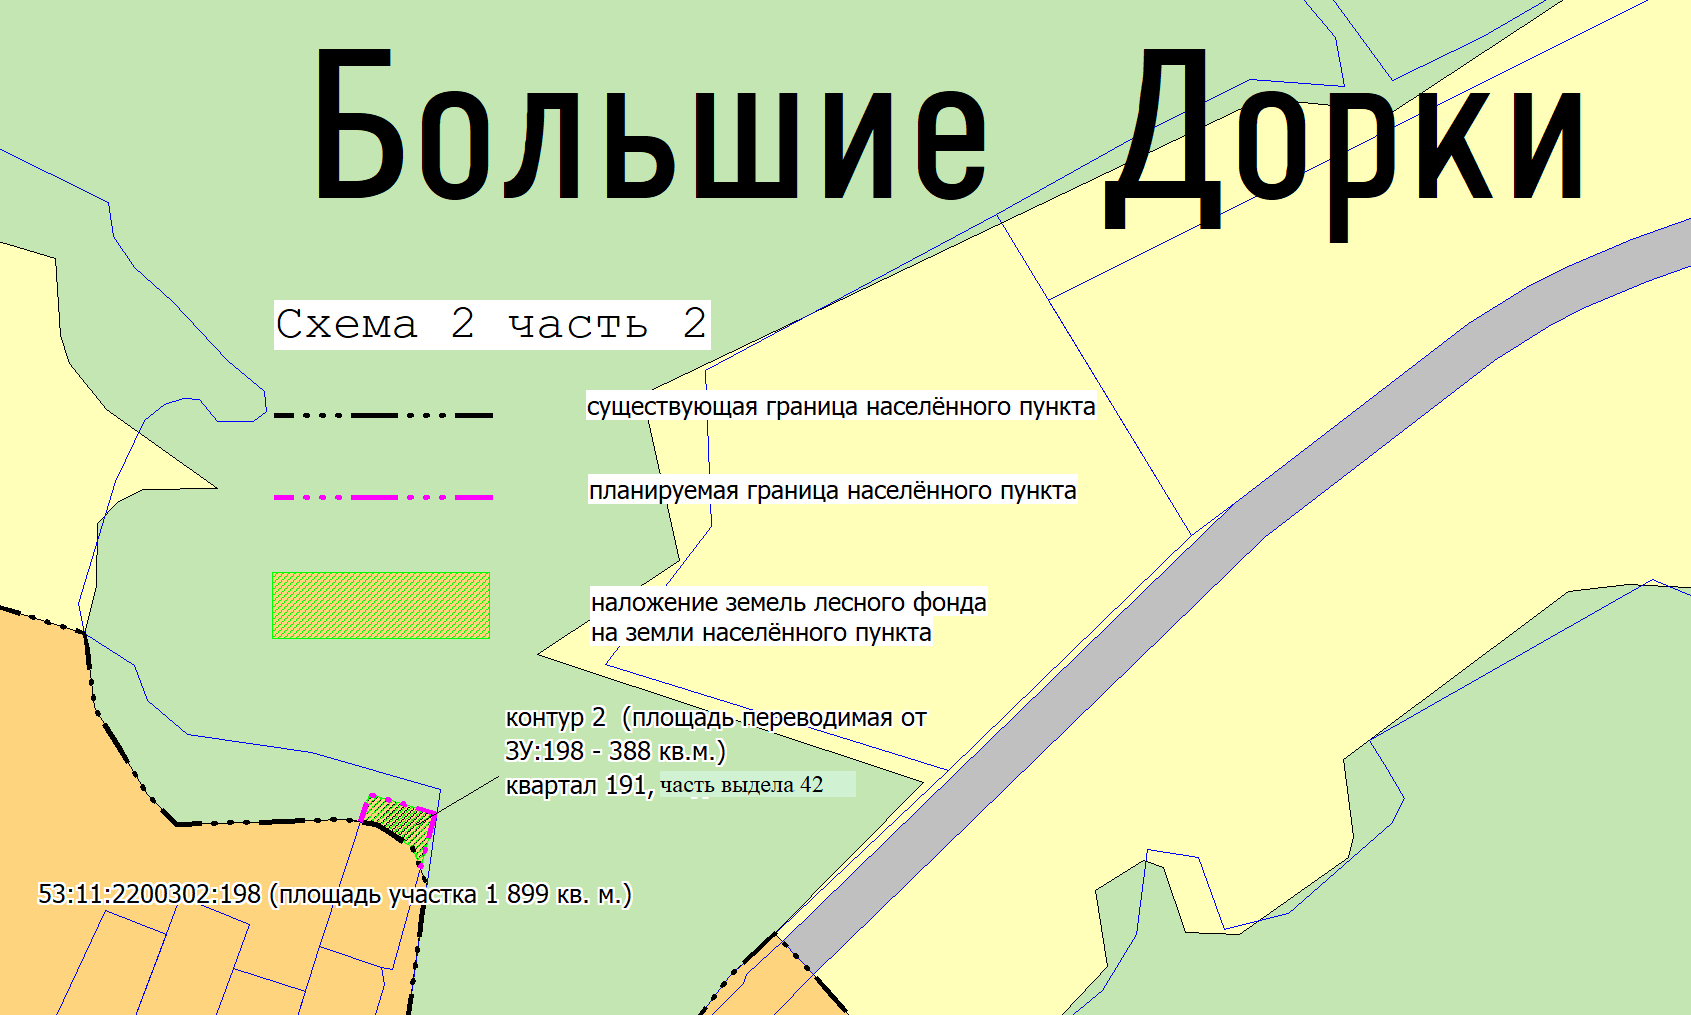 Большие Дорки
Схема 2 часть 2
существующая граница населённого пункта
планируемая граница населённого пункта
наложение земель лесного фонда
на земли населённого пункта
контур 2 (площадь переводимая от
ЗУ:198 - 388 кв.м.)
квартал 191, часть выдела 42
53:11:2200302:198 (площадь участка 1 899 кв. м.)